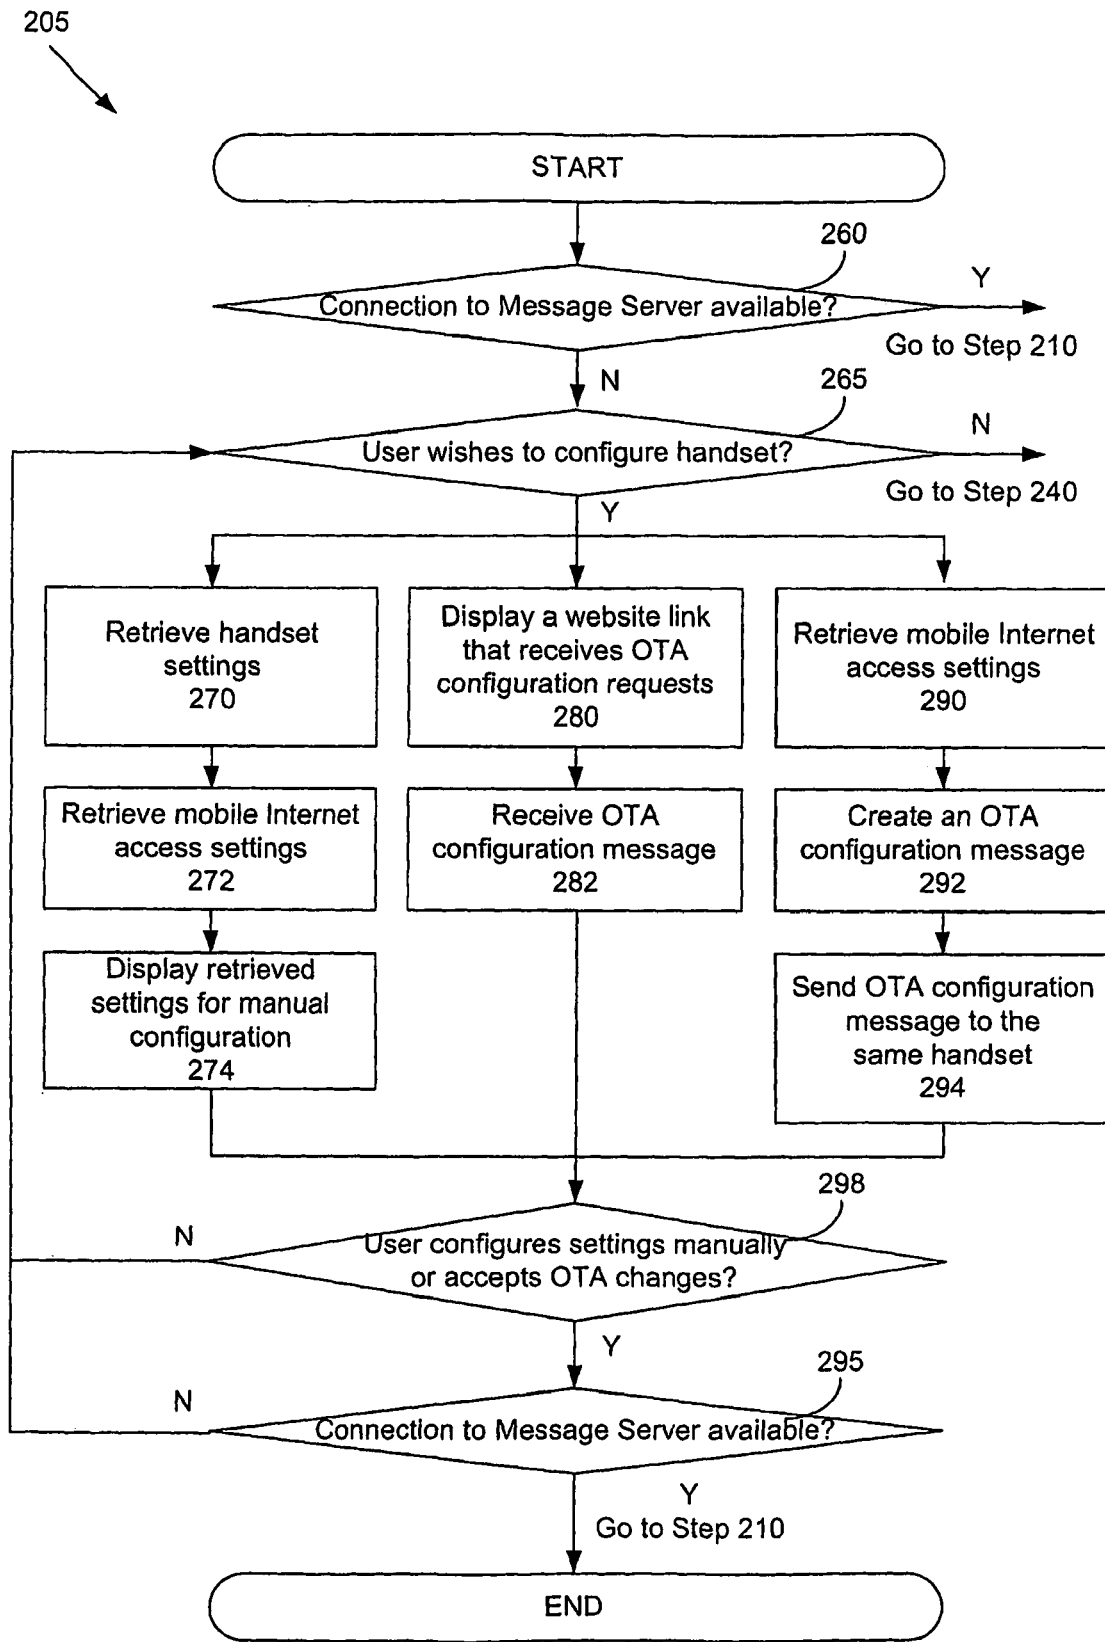 205
START
260
Connection to Message Server available?
Y
Go to Step 210
N
265
User wishes to configure handset?
N
Go to Step 240
Y
Retrieve handset
settings
270
Display a website link
that receives OTA
configuration requests
280
Retrieve mobile Internet
access settings
290
Retrieve mobile Internet
access settings
272
Receive OTA
configuration message
282
Create an OTA
configuration message
292
Display retrieved
settings for manual
configuration
274
Send OTA configuration
message to the
same handset
294
298
N
User configures settings manually
or accepts OTA changes?
Y
295
N
Connection to Message Server available?
Y
Go to Step 210
END